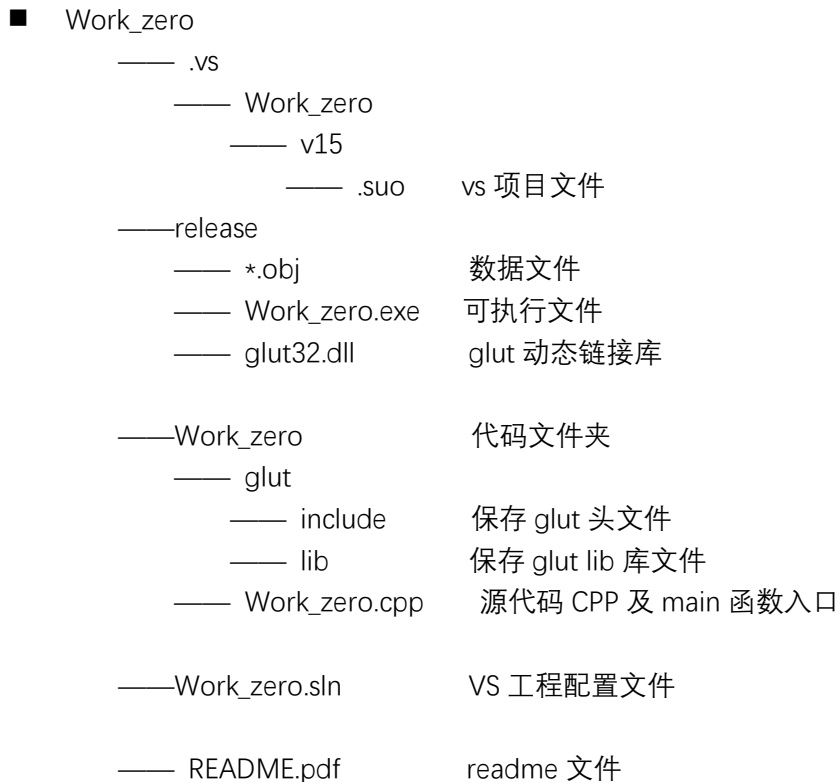 ■ Work_zero
—— .vs
—— Work_zero
—— v15
—— .suo vs 项目文件
——release
—— *.obj 数据文件
—— Work_zero.exe 可执行文件
—— glut32.dll glut 动态链接库
——Work_zero 代码文件夹
—— glut
—— include 保存 glut 头文件
—— lib 保存 glut lib 库文件
—— Work_zero.cpp 源代码 CPP 及 main 函数入口
——Work_zero.sln VS 工程配置文件
—— README.pdf readme 文件